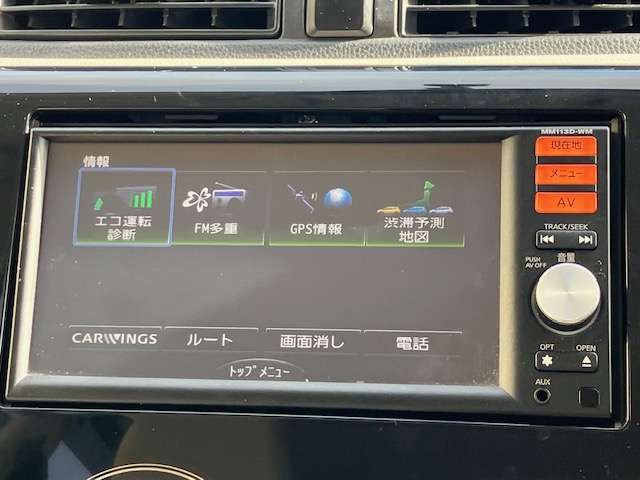 MM113D-WM
情報
現在地
メニュー
AV
エコ運転
診断
FM多重
GPS情報
渋滞予測
地図
TRACK/SEEK
音量
PUSH
AV OFF
CARWINGS
ルート
画面消し
電話
トップメニュー
OPT
OPEN
AUX